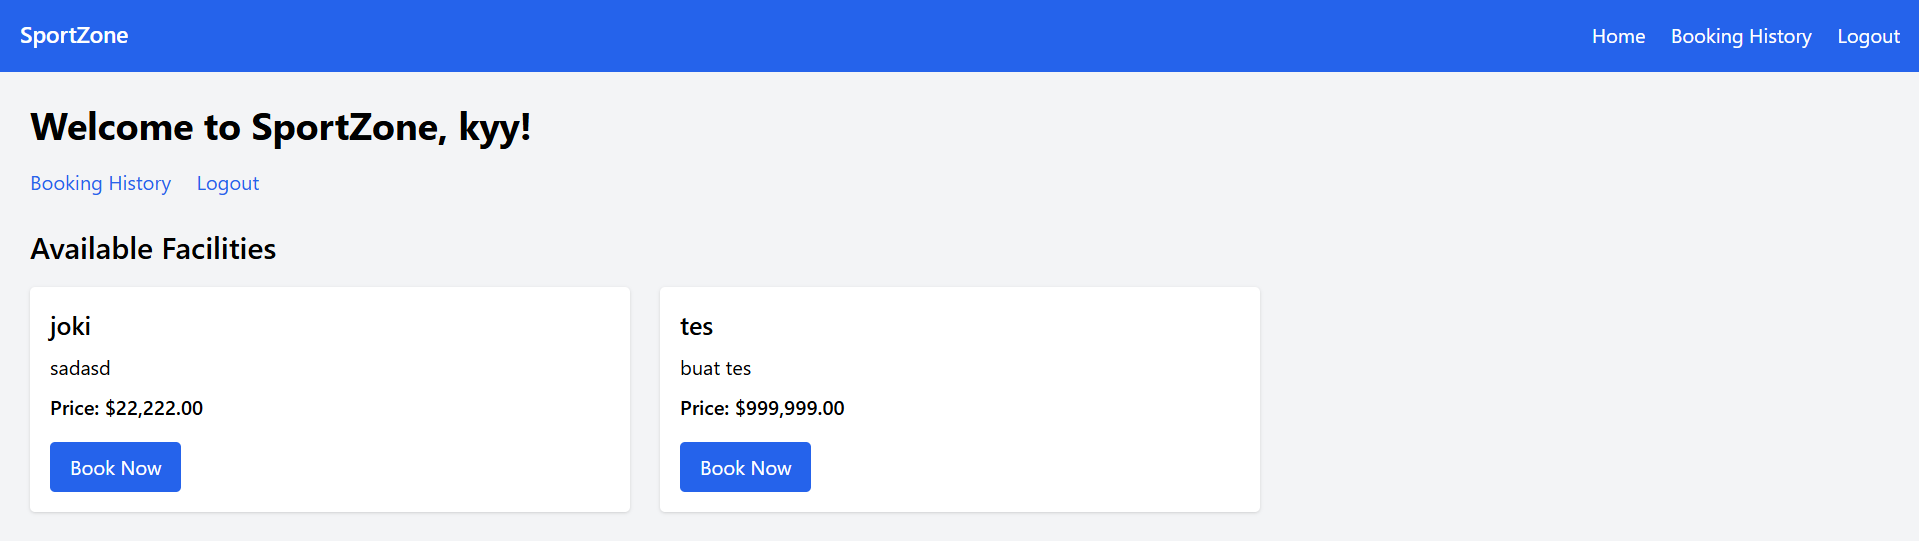 SportZone Home Booking History Logout
Welcome to SportZone, kyy!
Booking History Logout
Available Facilities
joki
sadasd
Price: $22,222.00
Book Now
tes
buat tes
Price: $999,999.00
Book Now